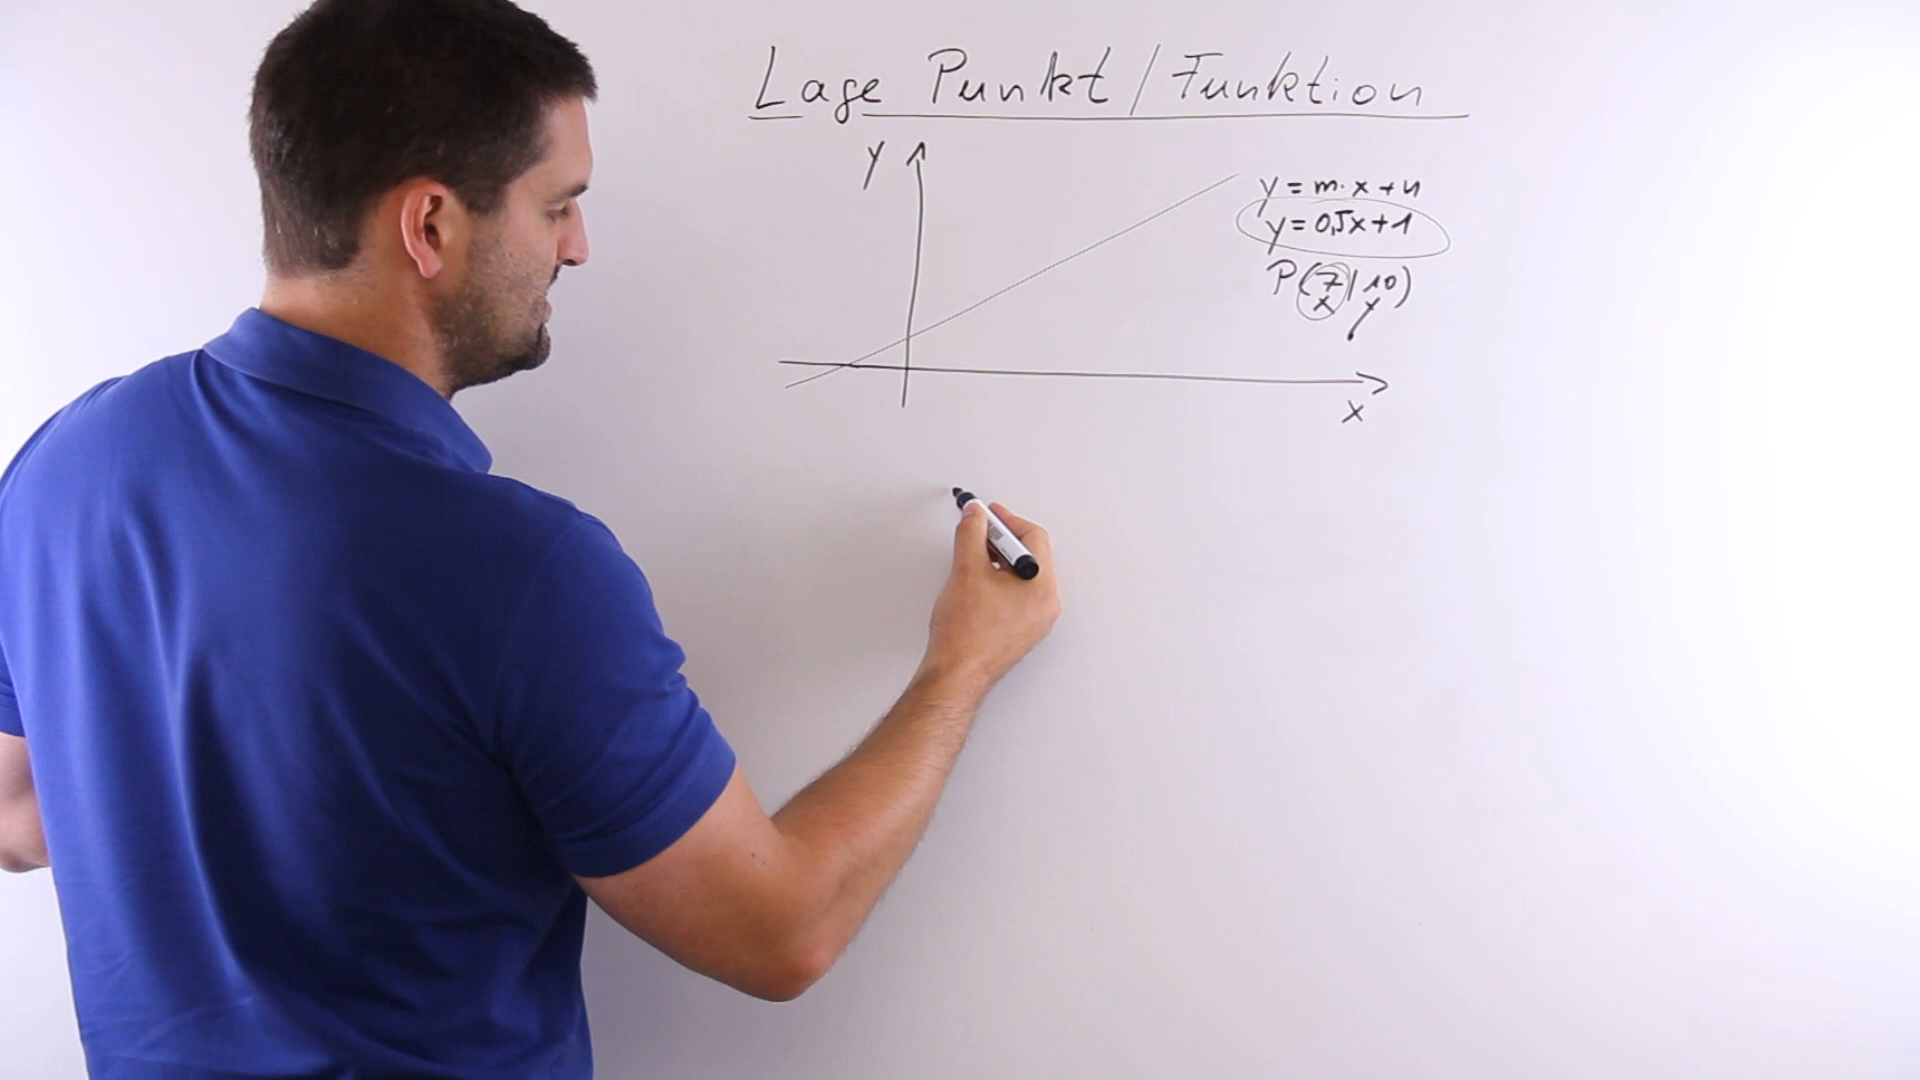 Lage Punkt / Funktion
y
y = m·x + n
y = 0,5x + 1
P(7|10)
x y
x